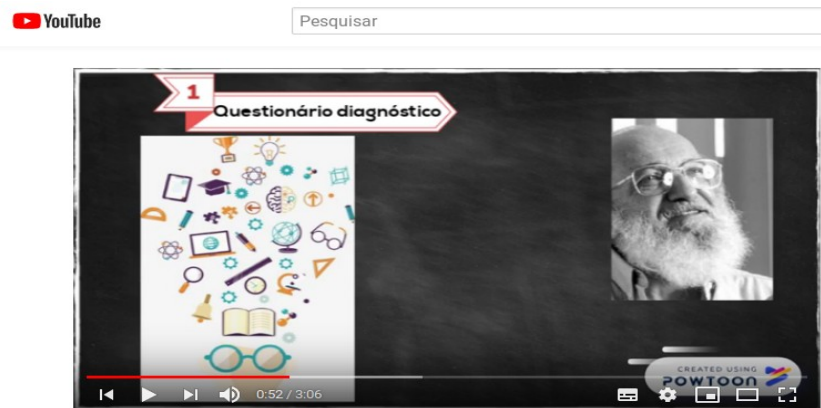 YouTube
Pesquisar
1
Questionário diagnóstico
CREATED USING
POWTOON
0:52 / 3:06